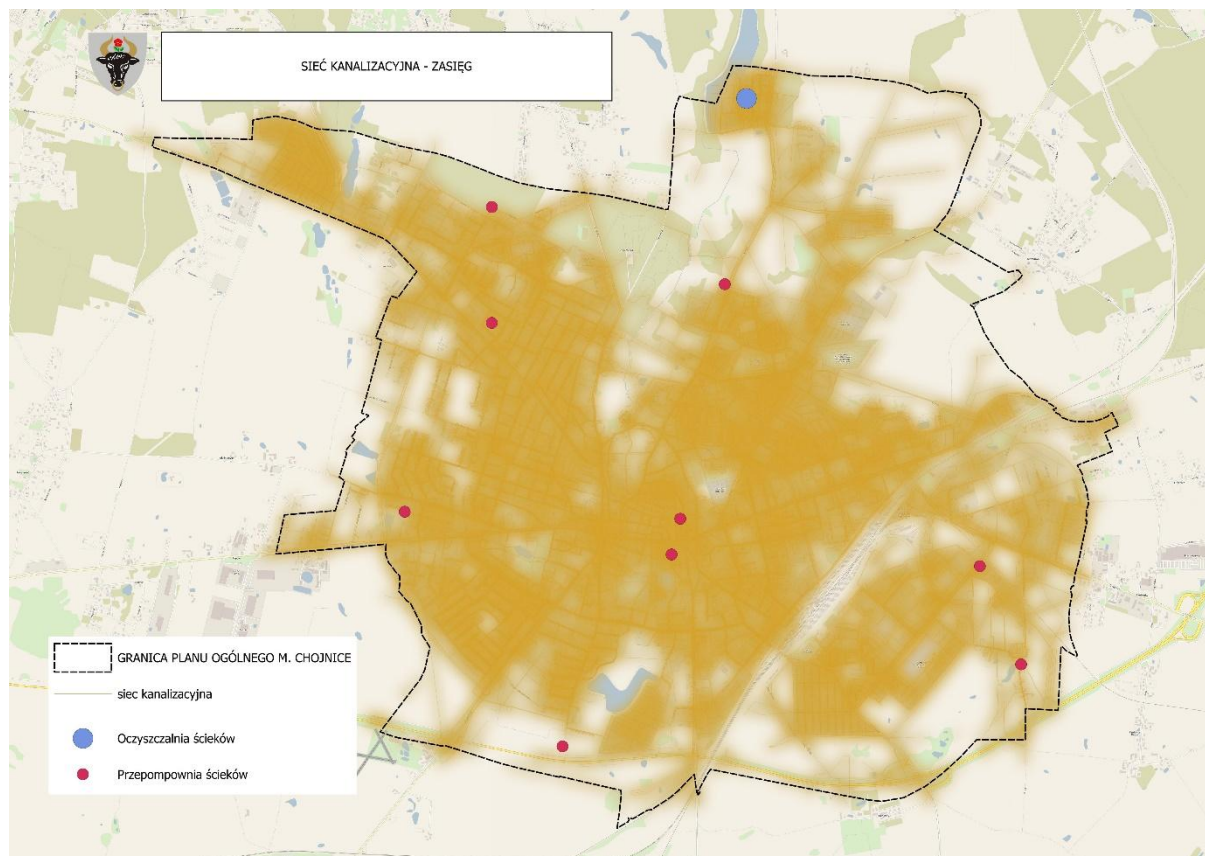 SIEĆ KANALIZACYJNA - ZASIĘG
GRANICA PLANU OGÓLNEGO M. CHOJNICE
siec kanalizacyjna
Oczyszczalnia ścieków
Przepompownia ścieków